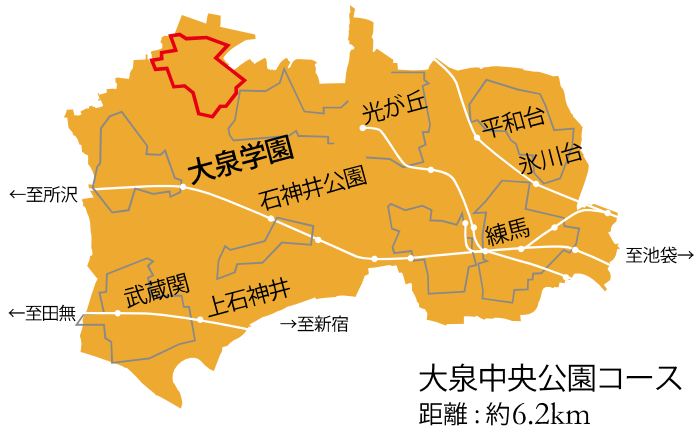 光が丘
平和台
氷川台
大泉学園
石神井公園
←至所沢
練馬
至池袋→
武蔵関
上石神井
←至田無
→至新宿
大泉中央公園コース
距離：約6.2km